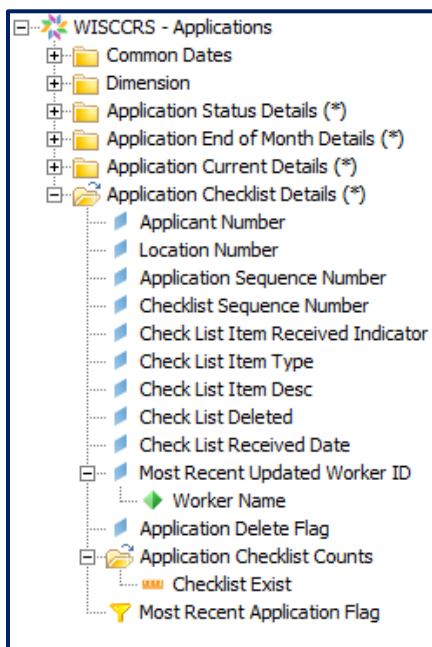 WISCCRS - Applications
Common Dates
Dimension
Application Status Details (*)
Application End of Month Details (*)
Application Current Details (*)
Application Checklist Details (*)
Applicant Number
Location Number
Application Sequence Number
Checklist Sequence Number
Check List Item Received Indicator
Check List Item Type
Check List Item Desc
Check List Deleted
Check List Received Date
Most Recent Updated Worker ID
Worker Name
Application Delete Flag
Application Checklist Counts
Checklist Exist
Most Recent Application Flag